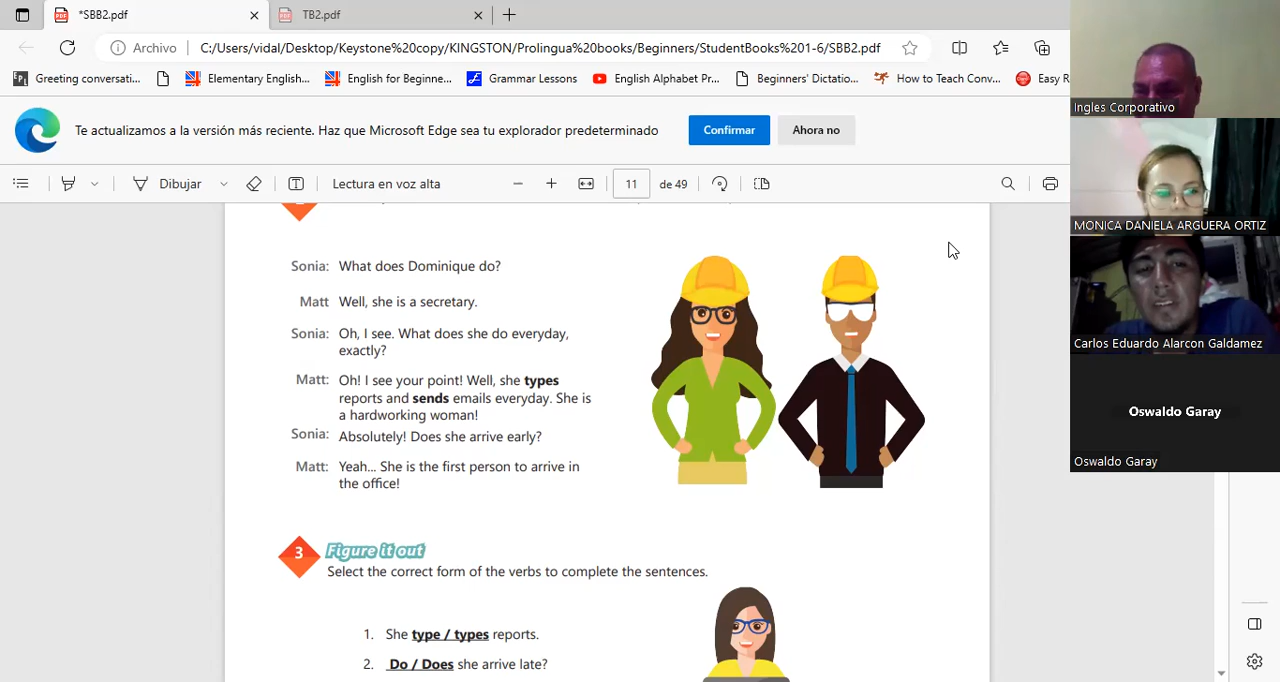 *SBB2.pdf
TB2.pdf
Archivo
C:/Users/vidal/Desktop/Keystone%20copy/KINGSTON/Prolingua%20books/Beginners/StudentBooks%201-6/SBB2.pdf
Greeting conversati...
Elementary English...
English for Beginne...
Grammar Lessons
English Alphabet Pr...
Beginners' Dictatio...
How to Teach Conv...
Easy R
Te actualizamos a la versión más reciente. Haz que Microsoft Edge sea tu explorador predeterminado
Confirmar
Ahora no
Dibujar
Lectura en voz alta
11
de 49
Sonia: What does Dominique do?
Matt Well, she is a secretary.
Sonia: Oh, I see. What does she do everyday,
exactly?
Matt: Oh! I see your point! Well, she types
reports and sends emails everyday. She is
a hardworking woman!
Sonia: Absolutely! Does she arrive early?
Matt: Yeah... She is the first person to arrive in
the office!
3 Figure it out
Select the correct form of the verbs to complete the sentences.
1. She type / types reports.
2. Do / Does she arrive late?
Ingles Corporativo
MONICA DANIELA ARGUERA ORTIZ
Carlos Eduardo Alarcon Galdamez
Oswaldo Garay
Oswaldo Garay